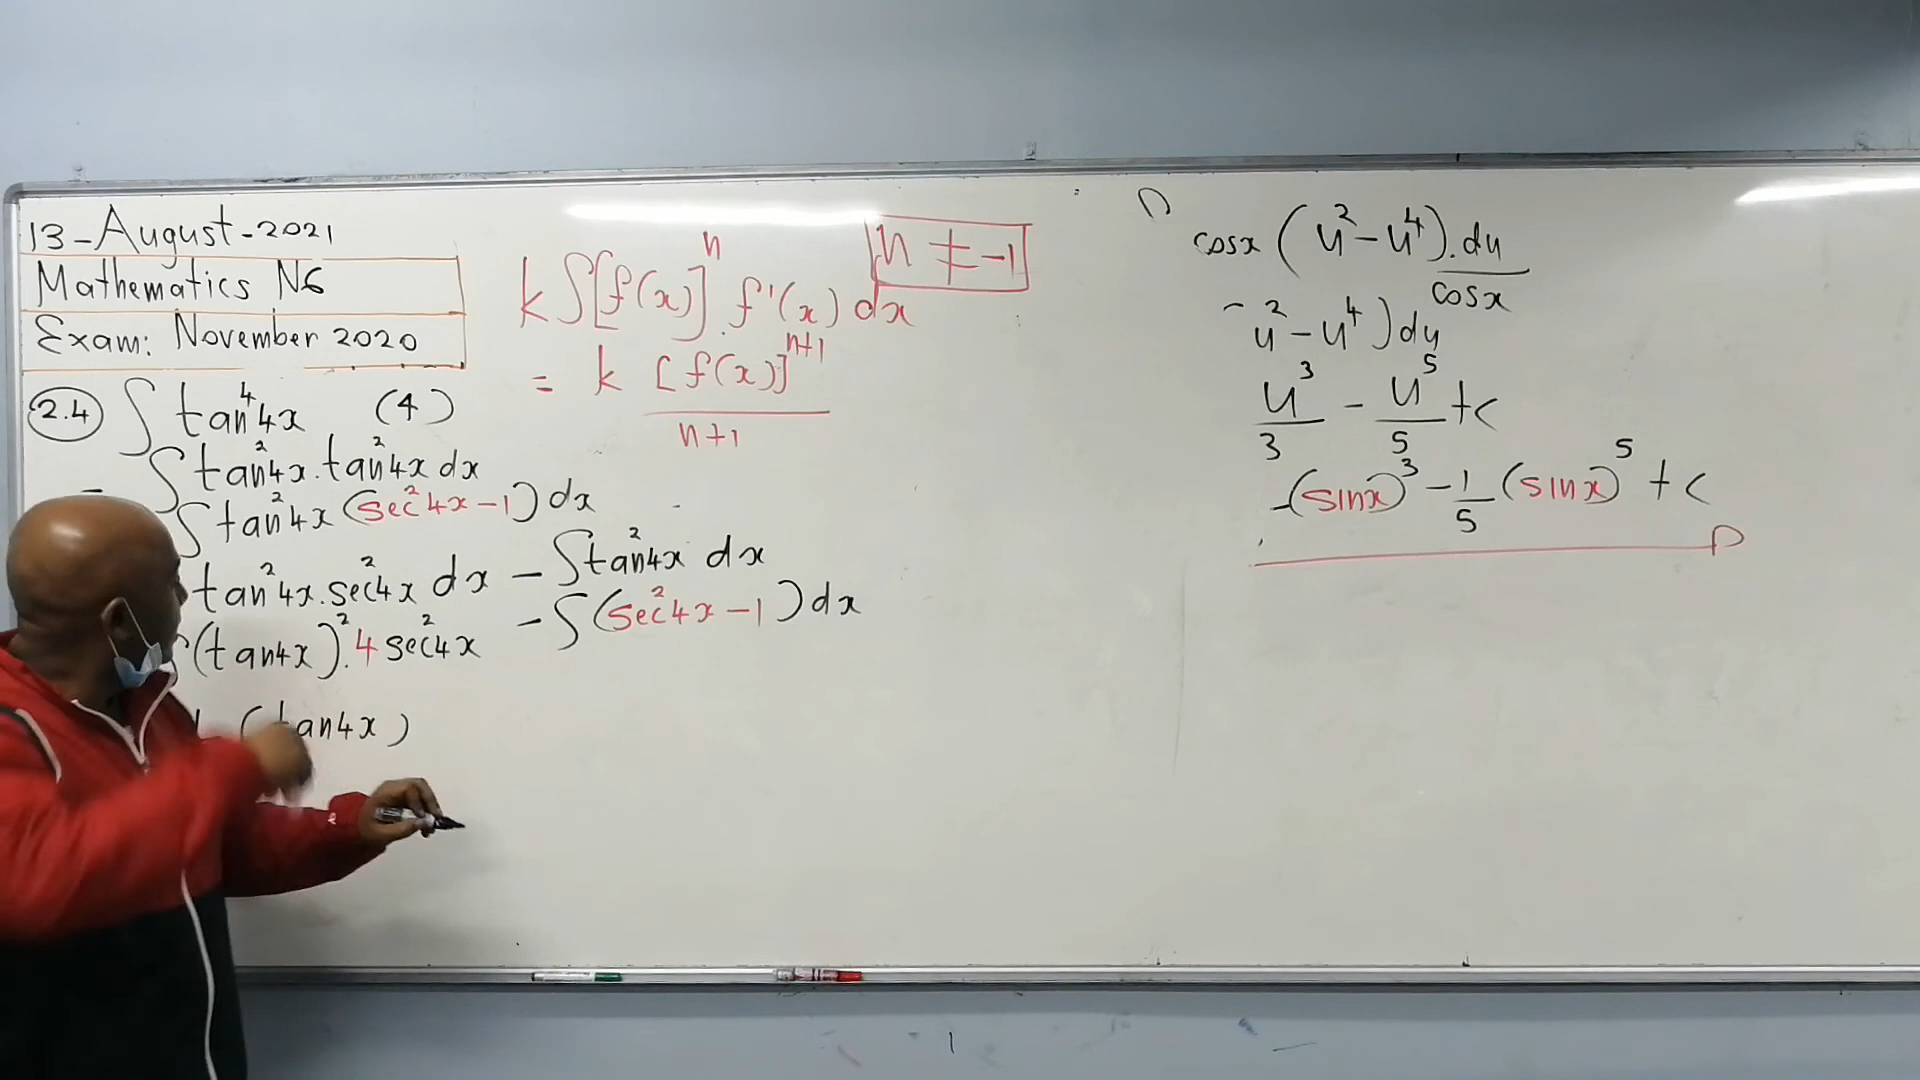 13-August-2021
Mathematics N6
Exam: November 2020
2.4 ∫ tan⁴4x (4)
∫ tan²4x.tan²4x dx
∫ tan²4x (sec²4x-1) dx
tan²4x.sec²4x dx - ∫tan²4x dx
∫(tan4x)².4 sec²4x - ∫(sec²4x-1) dx
(tan4x)
k ∫[f(x)]ⁿ.f'(x) dx
n ≠ -1
= k [f(x)]ⁿ⁺¹
n+1
cosx (u²-u⁴).du
cosx
u²-u⁴)du
u³ - u⁵ + c
3 5
(sinx)³ - 1 (sinx)⁵ + c
5